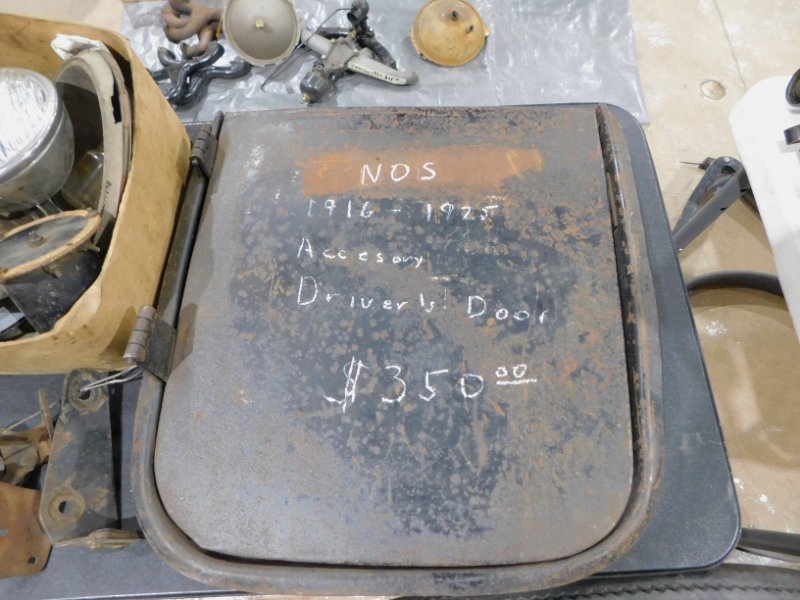 NOS
1916 - 1925
Accesory
Driver's Door
$350.00